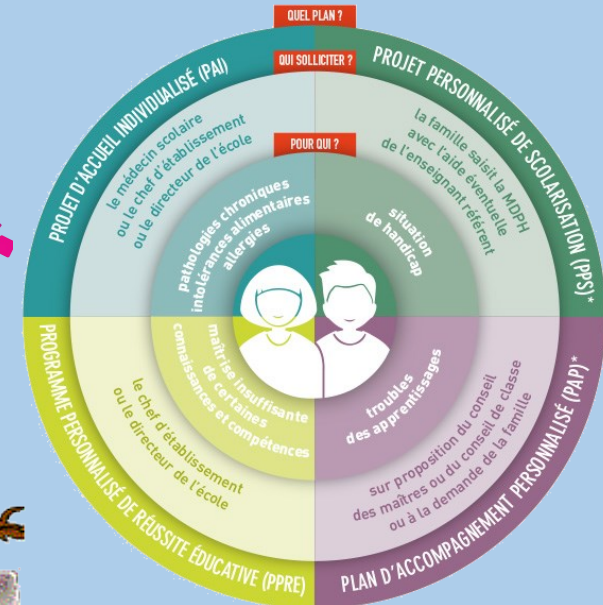 QUEL PLAN ?
QUI SOLLICITER ?
POUR QUI ?
PROJET D'ACCUEIL INDIVIDUALISÉ (PAI)
le médecin scolaire
ou le chef d'établissement
ou le directeur de l'école
pathologies chroniques
intolérances alimentaires
allergies
PROJET PERSONNALISÉ DE SCOLARISATION (PPS)*
la famille saisit la MDPH
avec l'aide éventuelle
de l'enseignant référent
situation
de handicap
PROGRAMME PERSONNALISÉ DE RÉUSSITE ÉDUCATIVE (PPRE)
le chef d'établissement
ou le directeur de l'école
maîtrise insuffisante
de certaines
connaissances et compétences
PLAN D'ACCOMPAGNEMENT PERSONNALISÉ (PAP)*
sur proposition du conseil
des maîtres ou du conseil de classe
ou à la demande de la famille
troubles
des apprentissages